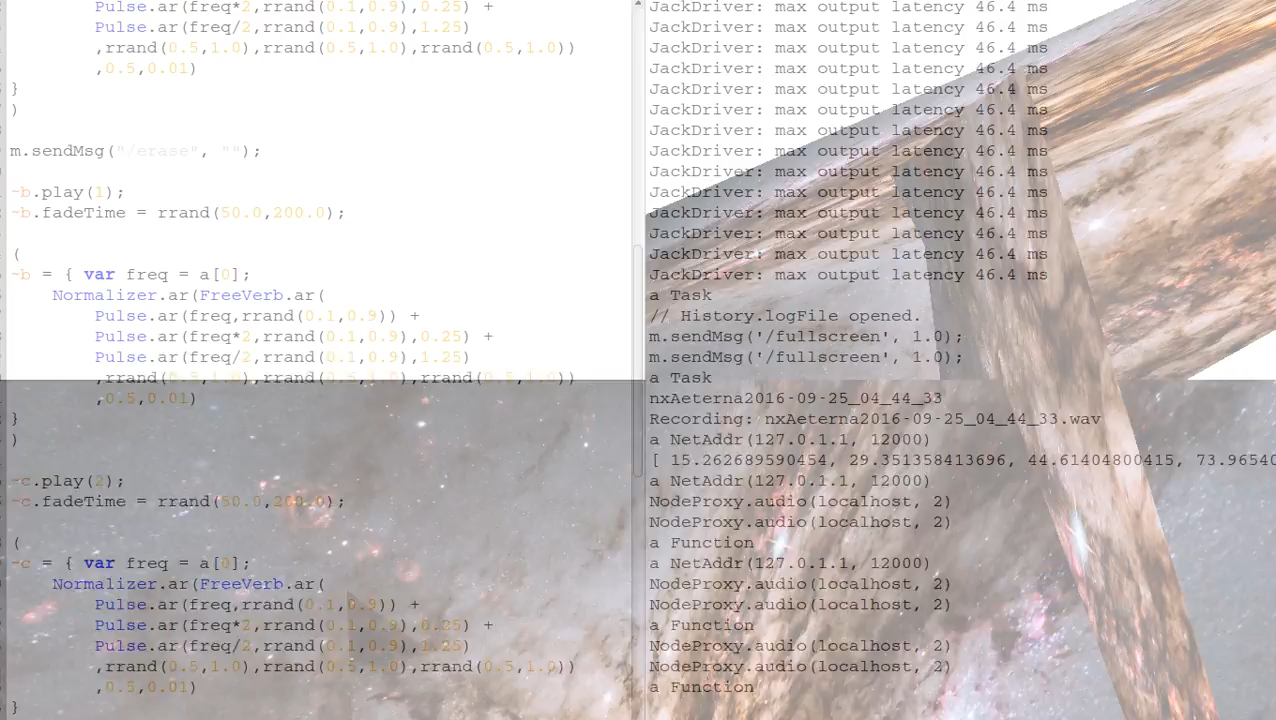 Pulse.ar(freq*2,rrand(0.1,0.9),0.25) +
Pulse.ar(freq/2,rrand(0.1,0.9),1.25)
,rrand(0.5,1.0),rrand(0.5,1.0),rrand(0.5,1.0))
,0.5,0.01)
}
)
m.sendMsg("/erase", "");
~b.play(1);
~b.fadeTime = rrand(50.0,200.0);
(
~b = { var freq = a[0];
Normalizer.ar(FreeVerb.ar(
Pulse.ar(freq,rrand(0.1,0.9)) +
Pulse.ar(freq*2,rrand(0.1,0.9),0.25) +
Pulse.ar(freq/2,rrand(0.1,0.9),1.25)
,rrand(0.5,1.0),rrand(0.5,1.0),rrand(0.5,1.0))
,0.5,0.01)
}
)
~c.play(2);
~c.fadeTime = rrand(50.0,200.0);
(
~c = { var freq = a[0];
Normalizer.ar(FreeVerb.ar(
Pulse.ar(freq,rrand(0.1,0.9)) +
Pulse.ar(freq*2,rrand(0.1,0.9),0.25) +
Pulse.ar(freq/2,rrand(0.1,0.9),1.25)
,rrand(0.5,1.0),rrand(0.5,1.0),rrand(0.5,1.0))
,0.5,0.01)
}
JackDriver: max output latency 46.4 ms
JackDriver: max output latency 46.4 ms
JackDriver: max output latency 46.4 ms
JackDriver: max output latency 46.4 ms
JackDriver: max output latency 46.4 ms
JackDriver: max output latency 46.4 ms
JackDriver: max output latency 46.4 ms
JackDriver: max output latency 46.4 ms
JackDriver: max output latency 46.4 ms
JackDriver: max output latency 46.4 ms
JackDriver: max output latency 46.4 ms
JackDriver: max output latency 46.4 ms
JackDriver: max output latency 46.4 ms
JackDriver: max output latency 46.4 ms
a Task
// History.logFile opened.
m.sendMsg('/fullscreen', 1.0);
m.sendMsg('/fullscreen', 1.0);
a Task
nxAeterna2016-09-25_04_44_33
Recording: nxAeterna2016-09-25_04_44_33.wav
a NetAddr(127.0.1.1, 12000)
[ 15.262689590454, 29.351358413696, 44.61404800415, 73.96540
a NetAddr(127.0.1.1, 12000)
NodeProxy.audio(localhost, 2)
NodeProxy.audio(localhost, 2)
a Function
a NetAddr(127.0.1.1, 12000)
NodeProxy.audio(localhost, 2)
NodeProxy.audio(localhost, 2)
a Function
NodeProxy.audio(localhost, 2)
NodeProxy.audio(localhost, 2)
a Function